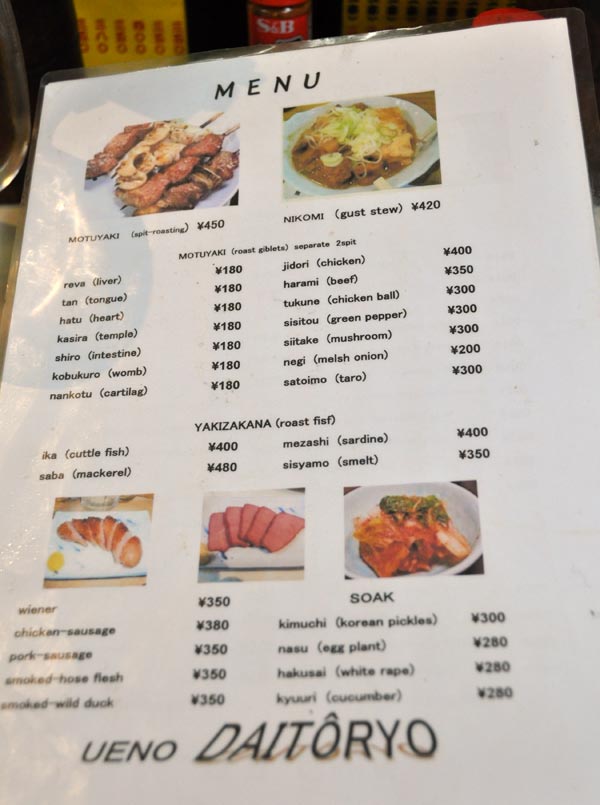 S&B
MENU
MOTUYAKI (spit-roasting) ¥450
NIKOMI (gust stew) ¥420
MOTUYAKI (roast giblets) separate 2spit
reva (liver) ¥180
tan (tongue) ¥180
hatu (heart) ¥180
kasira (temple) ¥180
shiro (intestine) ¥180
kobukuro (womb) ¥180
nankotu (cartilag) ¥180
jidori (chicken) ¥400
harami (beef) ¥350
tukune (chicken ball) ¥300
sisitou (green pepper) ¥300
siitake (mushroom) ¥300
negi (melsh onion) ¥200
satoimo (taro) ¥300
YAKIZAKANA (roast fisf)
ika (cuttle fish) ¥400
saba (mackerel) ¥480
mezashi (sardine) ¥400
sisyamo (smelt) ¥350
wiener ¥350
chicken-sausage ¥380
pork-sausage ¥350
smoked-hose flesh ¥350
smoked-wild duck ¥350
SOAK
kimuchi (korean pickles) ¥300
nasu (egg plant) ¥280
hakusai (white rape) ¥280
kyuuri (cucumber) ¥280
UENO DAITÔRYO